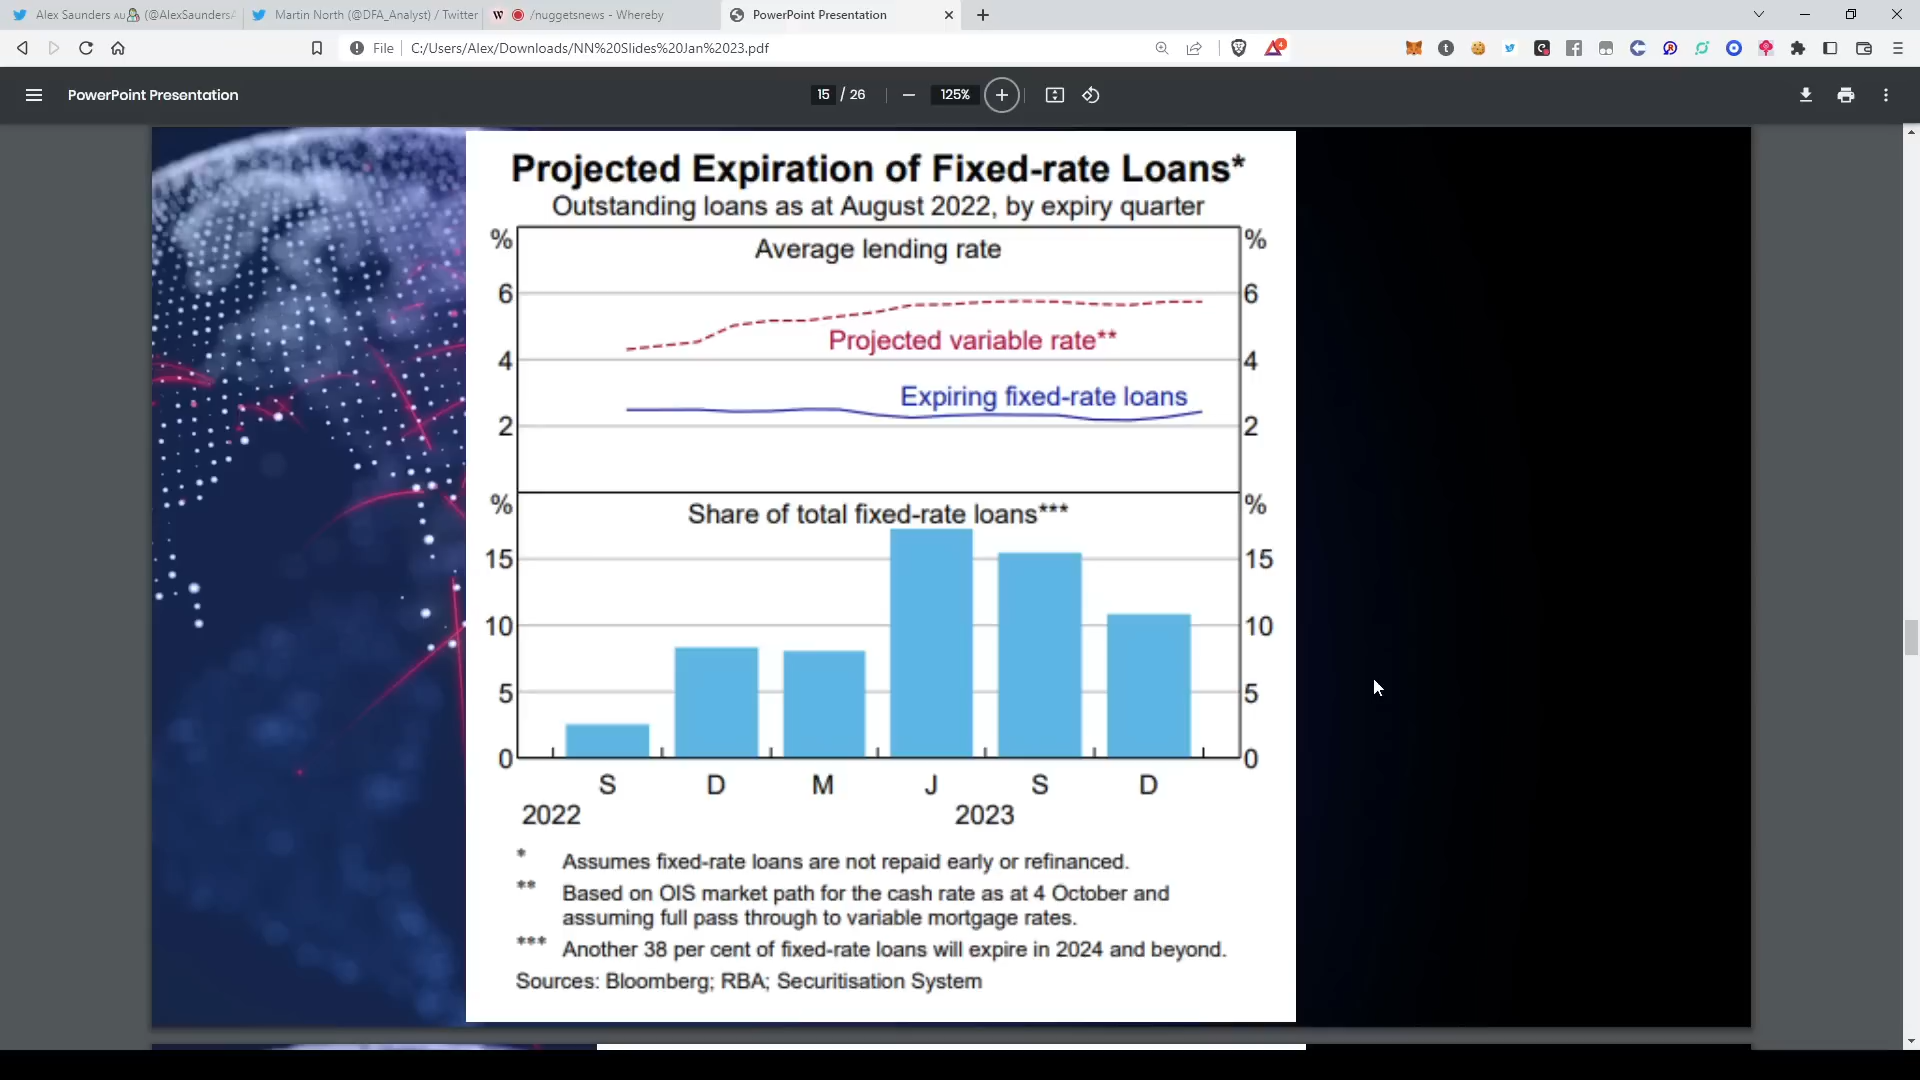 Alex Saunders AU (@AlexSaunders
Martin North (@DFA_Analyst) / Twitter
/nuggetsnews - Whereby
PowerPoint Presentation
File
C:/Users/Alex/Downloads/NN%20Slides%20Jan%2023.pdf
4
PowerPoint Presentation
15 / 26
125%
Projected Expiration of Fixed-rate Loans*
Outstanding loans as at August 2022, by expiry quarter
% %
Average lending rate
6 6
Projected variable rate**
4 4
Expiring fixed-rate loans
2 2
% %
Share of total fixed-rate loans***
15 15
10 10
5 5
0 0
S D M J S D
2022 2023
* Assumes fixed-rate loans are not repaid early or refinanced.
** Based on OIS market path for the cash rate as at 4 October and
assuming full pass through to variable mortgage rates.
*** Another 38 per cent of fixed-rate loans will expire in 2024 and beyond.
Sources: Bloomberg; RBA; Securitisation System